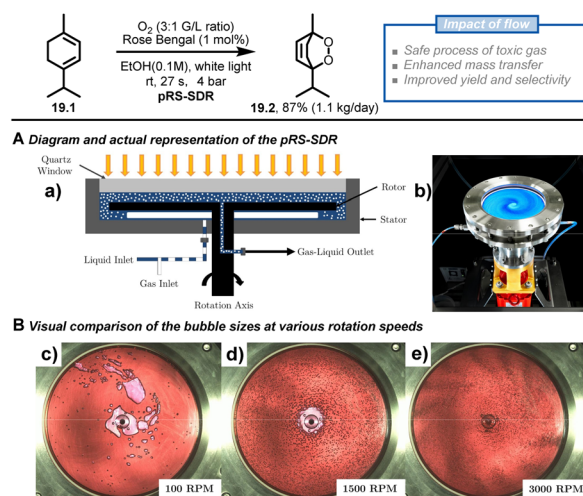 O₂ (3:1 G/L ratio)
Rose Bengal (1 mol%)
EtOH(0.1M), white light
rt, 27 s, 4 bar
pRS-SDR
O
O
19.1
19.2, 87% (1.1 kg/day)
Impact of flow
Safe process of toxic gas
Enhanced mass transfer
Improved yield and selectivity
A Diagram and actual representation of the pRS-SDR
Quartz
Window
a)
b)
Rotor
Stator
Liquid Inlet
Gas Inlet
Gas-Liquid Outlet
Rotation Axis
B Visual comparison of the bubble sizes at various rotation speeds
c)
d)
e)
100 RPM
1500 RPM
3000 RPM